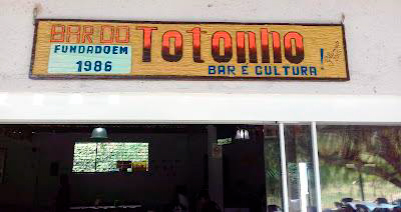 BAR DO
FUNDADO EM
1986
Totonho!
BAR E CULTURA